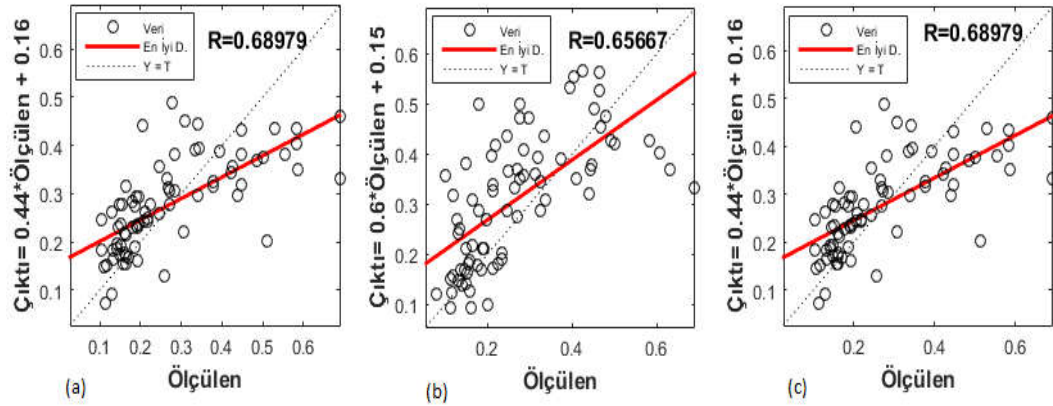 Çıktı= 0.44*Ölçülen + 0.16
0.6
0.5
0.4
0.3
0.2
0.1
Veri
En İyi D.
Y = T
R=0.68979
0.1 0.2 0.3 0.4 0.5 0.6
Ölçülen
(a)
Çıktı= 0.6*Ölçülen + 0.15
0.6
0.5
0.4
0.3
0.2
0.1
Veri
En İyi D.
Y = T
R=0.65667
0.2 0.4 0.6
Ölçülen
(b)
Çıktı= 0.44*Ölçülen + 0.16
0.6
0.5
0.4
0.3
0.2
0.1
Veri
En İyi D.
Y = T
R=0.68979
0.2 0.4 0.6
Ölçülen
(c)